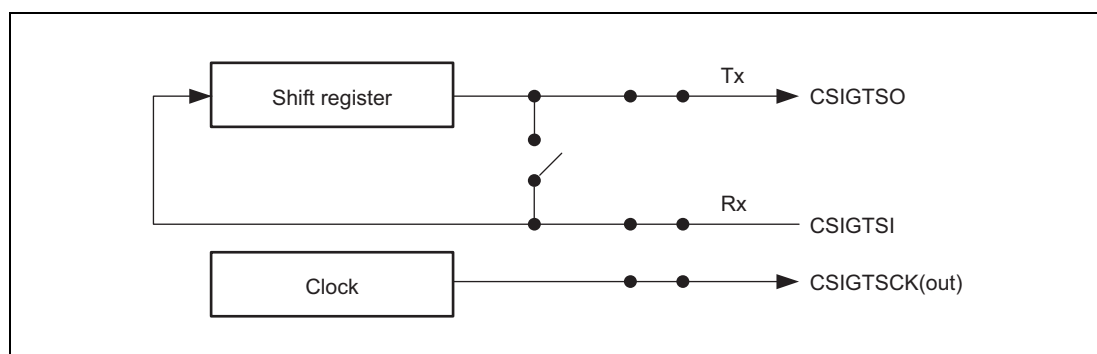 Shift register
Tx
CSIGTSO
Rx
CSIGTSI
Clock
CSIGTSCK(out)